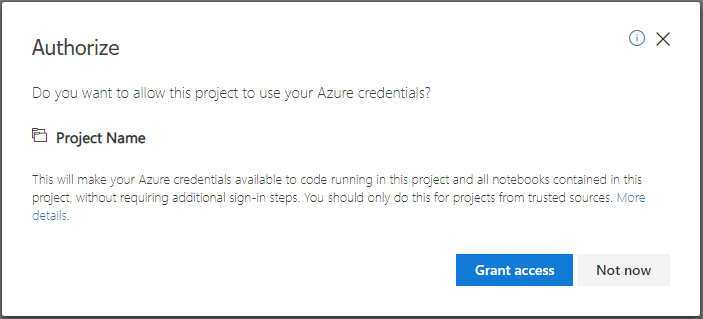 Authorize
Do you want to allow this project to use your Azure credentials?
Project Name
This will make your Azure credentials available to code running in this project and all notebooks contained in this
project, without requiring additional sign-in steps. You should only do this for projects from trusted sources. More
details.
Grant access Not now